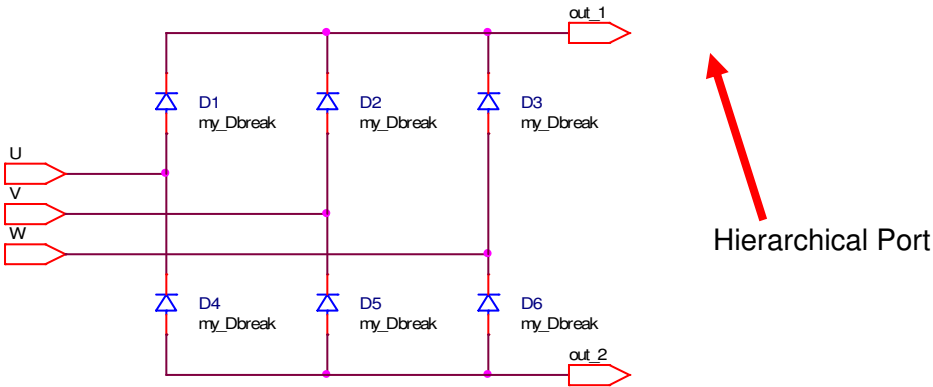 out_1
D1
my_Dbreak
D2
my_Dbreak
D3
my_Dbreak
U
V
W
Hierarchical Port
D4
my_Dbreak
D5
my_Dbreak
D6
my_Dbreak
out_2